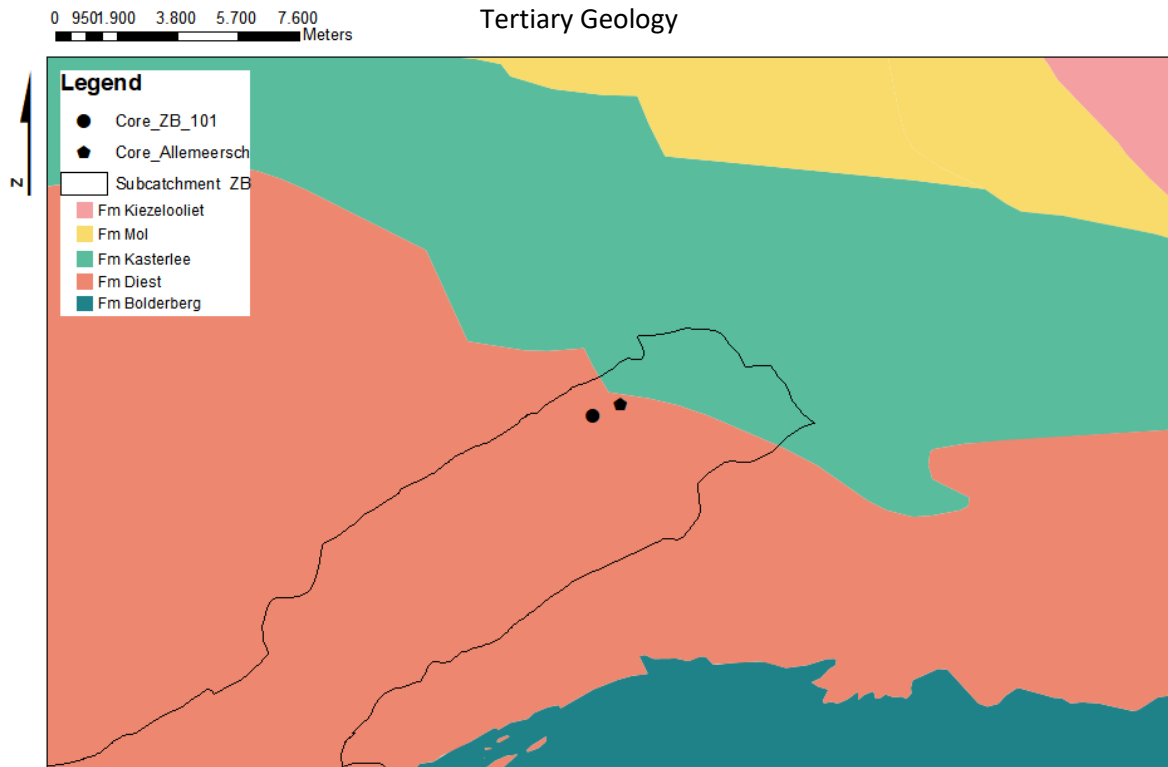 Tertiary Geology
0 9501.900 3.800 5.700 7.600
Meters
N
Legend
Core_ZB_101
Core_Allemeersch
Subcatchment ZB
Fm Kiezelooliet
Fm Mol
Fm Kasterlee
Fm Diest
Fm Bolderberg